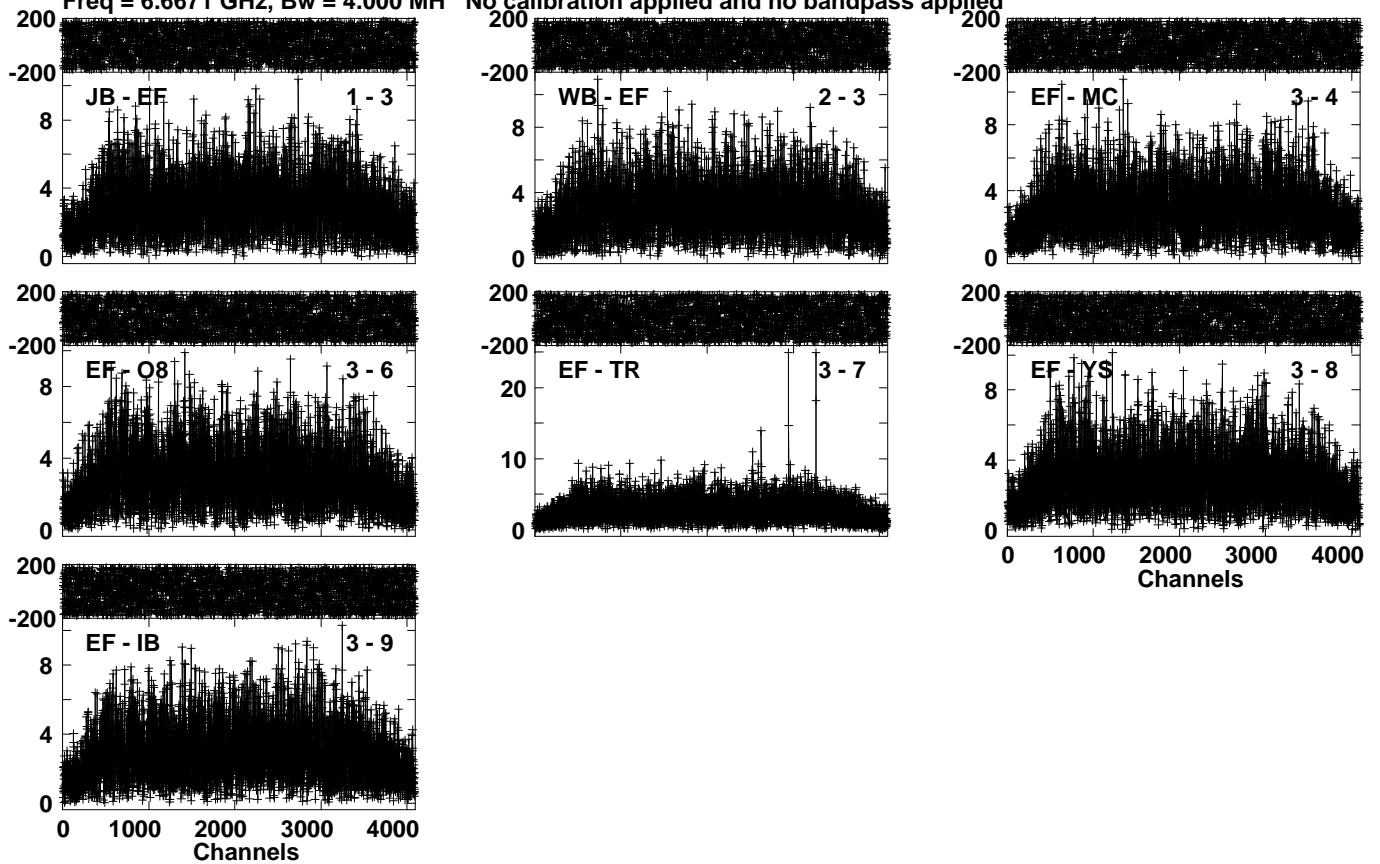 Freq = 6.6671 GHz, Bw = 4.000 MH No calibration applied and no bandpass applied
200 200 200
-200 -200 -200
JB - EF 1 - 3 WB - EF 2 - 3 EF - MC 3 - 4
8 8 8
4 4 4
0 0 0
200 200 200
-200 -200 -200
EF - O8 3 - 6 EF - TR 3 - 7 EF - YS 3 - 8
8 20 8
4 10 4
0 0 0
0 1000 2000 3000 4000
Channels
200
-200
EF - IB 3 - 9
8
4
0
0 1000 2000 3000 4000
Channels